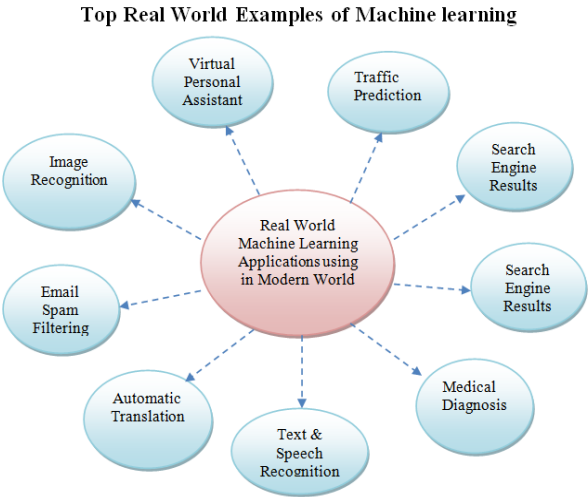 Top Real World Examples of Machine learning
Virtual
Personal
Assistant
Traffic
Prediction
Image
Recognition
Search
Engine
Results
Real World
Machine Learning
Applications using
in Modern World
Search
Engine
Results
Email
Spam
Filtering
Automatic
Translation
Medical
Diagnosis
Text &
Speech
Recognition